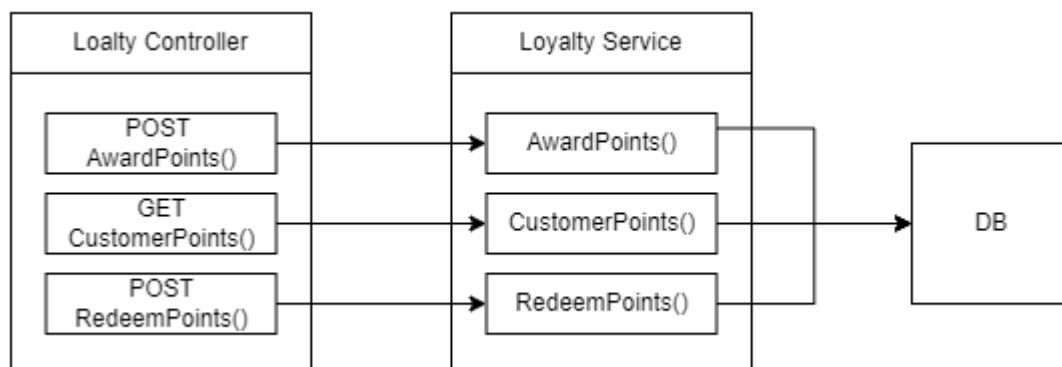 Loalty Controller
Loyalty Service
POST
AwardPoints()
AwardPoints()
GET
CustomerPoints()
CustomerPoints()
DB
POST
RedeemPoints()
RedeemPoints()